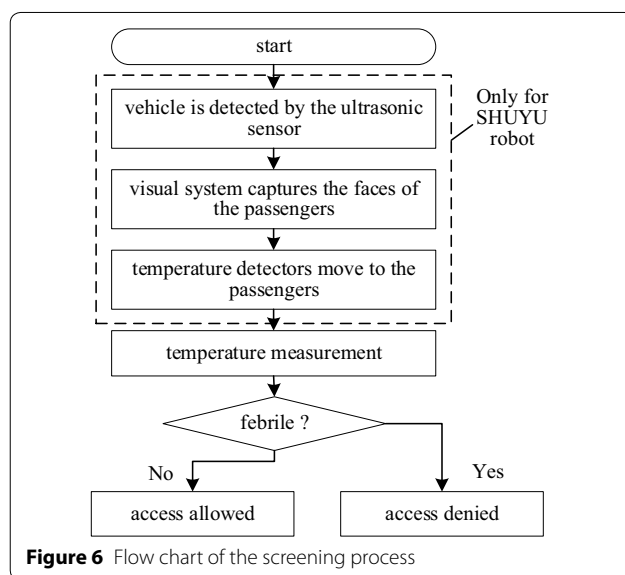 start
vehicle is detected by the ultrasonic
sensor
Only for
SHUYU
robot
visual system captures the faces of
the passengers
temperature detectors move to the
passengers
temperature measurement
febrile ?
No
Yes
access allowed
access denied
Figure 6 Flow chart of the screening process